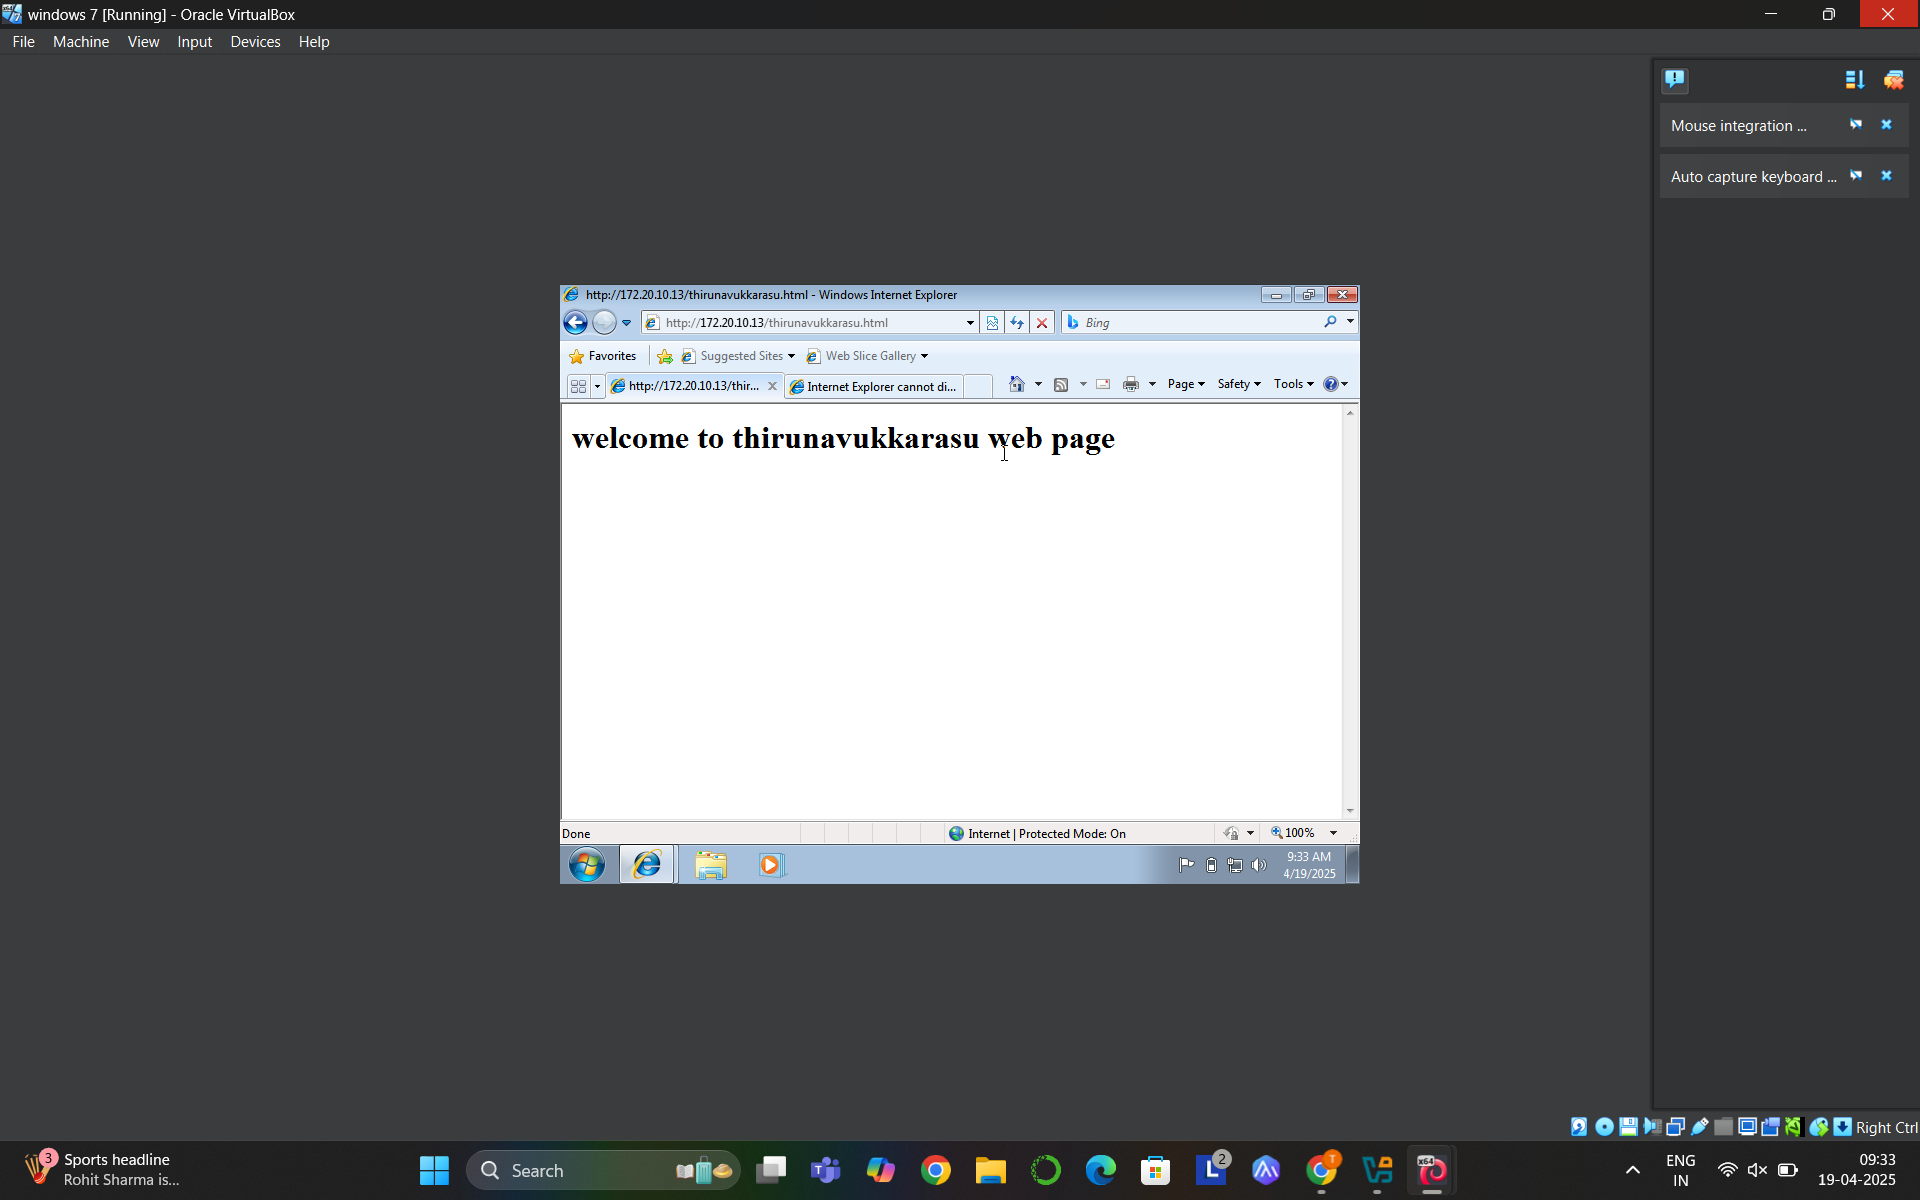 windows 7 [Running] - Oracle VirtualBox
File Machine View Input Devices Help
Mouse integration ...
Auto capture keyboard ...
http://172.20.10.13/thirunavukkarasu.html - Windows Internet Explorer
http://172.20.10.13/thirunavukkarasu.html
Bing
Favorites Suggested Sites Web Slice Gallery
http://172.20.10.13/thir... Internet Explorer cannot di... Page Safety Tools
welcome to thirunavukkarasu web page
Done Internet | Protected Mode: On 100%
9:33 AM
4/19/2025
Right Ctrl
3
Sports headline
Rohit Sharma is...
Search
2
T
ENG
IN
09:33
19-04-2025